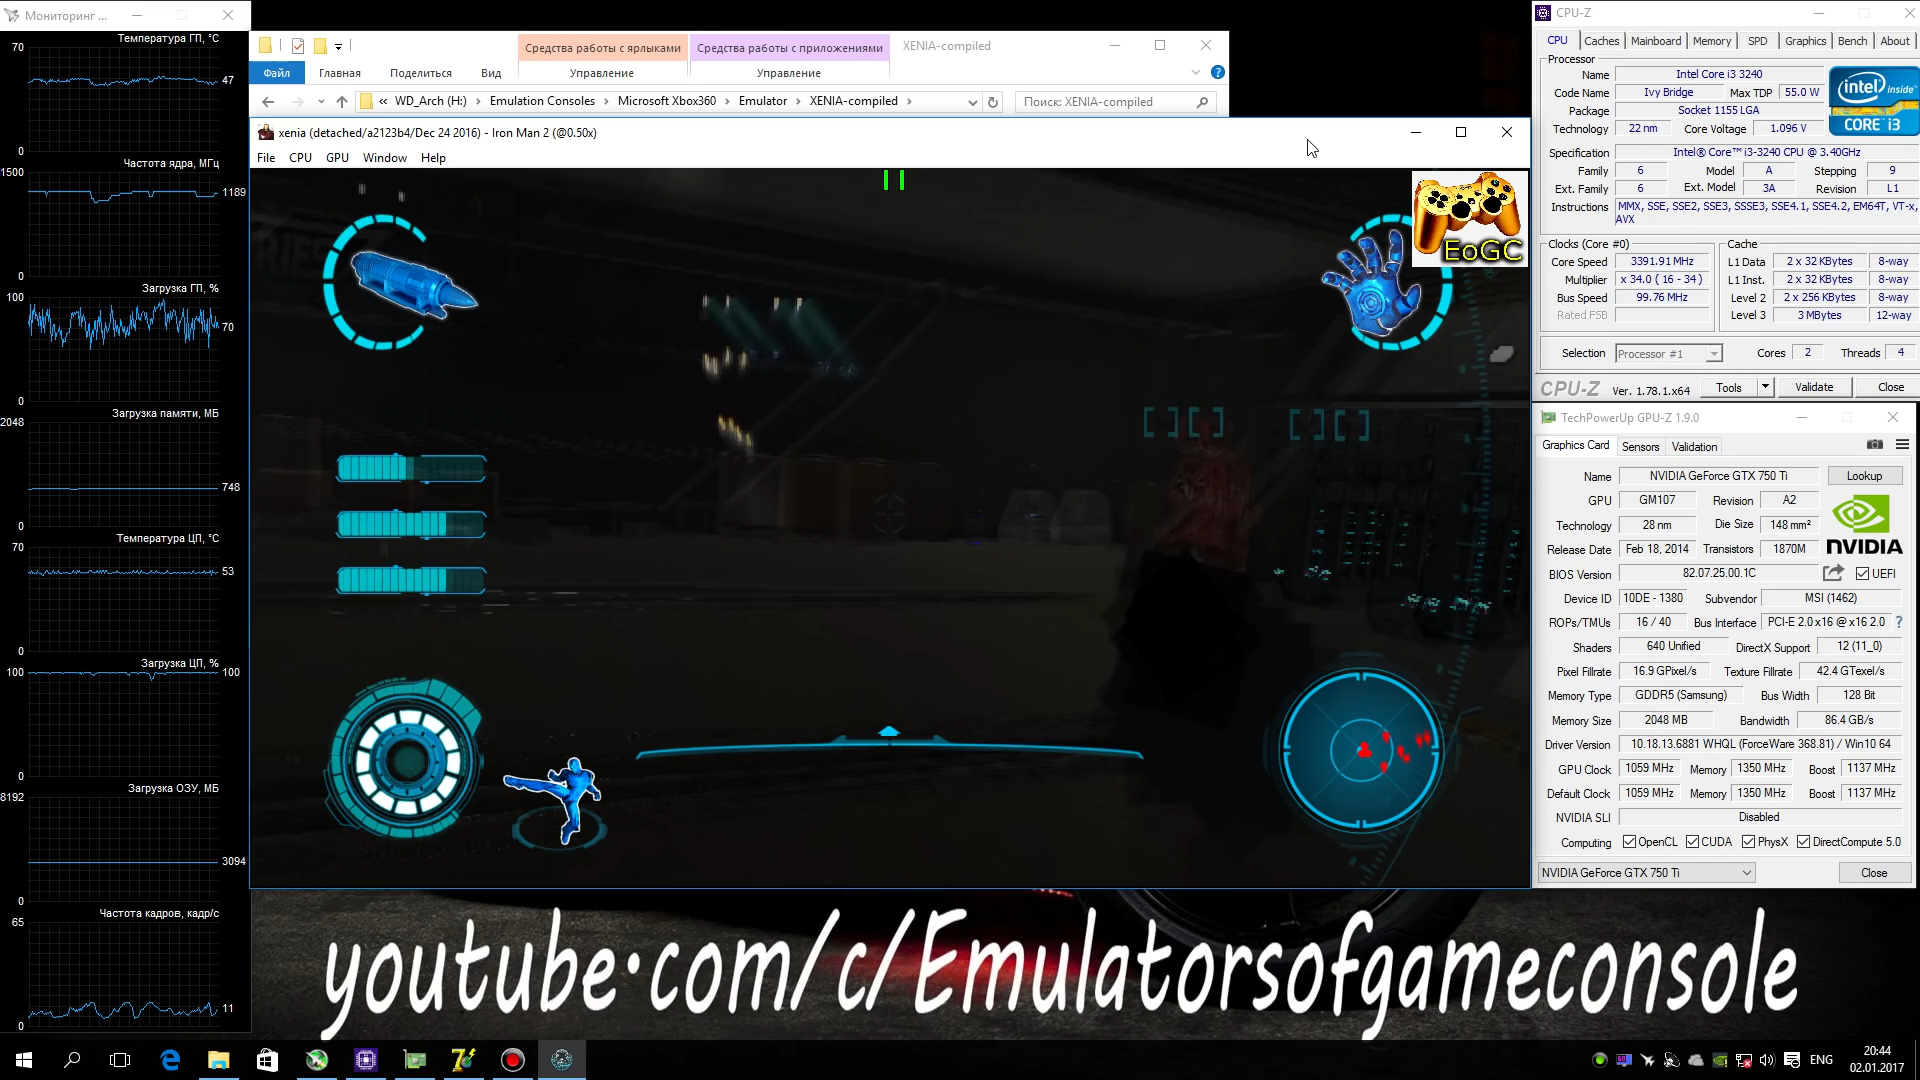 Мониторинг ...
Температура ГП, °C
70
47
0
Частота ядра, МГц
1500
1189
0
Загрузка ГП, %
100
70
0
Загрузка памяти, МБ
2048
748
0
Температура ЦП, °C
70
53
0
Загрузка ЦП, %
100
100
0
Загрузка ОЗУ, МБ
8192
3094
0
Частота кадров, кадр/с
65
11
0
Средства работы с ярлыками
Средства работы с приложениями
XENIA-compiled
Файл
Главная
Поделиться
Вид
Управление
Управление
« WD_Arch (H:) Emulation Consoles Microsoft Xbox360 Emulator XENIA-compiled
Поиск: XENIA-compiled
xenia (detached/a2123b4/Dec 24 2016) - Iron Man 2 (@0.50x)
File CPU GPU Window Help
EoGC
CPU-Z
CPU Caches Mainboard Memory SPD Graphics Bench About
Processor
Name Intel Core i3 3240
Code Name Ivy Bridge Max TDP 55.0 W
Package Socket 1155 LGA
Technology 22 nm Core Voltage 1.096 V
intel inside™
CORE i3
Specification Intel® Core™ i3-3240 CPU @ 3.40GHz
Family 6 Model A Stepping 9
Ext. Family 6 Ext. Model 3A Revision L1
Instructions MMX, SSE, SSE2, SSE3, SSSE3, SSE4.1, SSE4.2, EM64T, VT-x,
AVX
Clocks (Core #0)
Cache
Core Speed 3391.91 MHz L1 Data 2 x 32 KBytes 8-way
Multiplier x 34.0 ( 16 - 34 ) L1 Inst. 2 x 32 KBytes 8-way
Bus Speed 99.76 MHz Level 2 2 x 256 KBytes 8-way
Rated FSB Level 3 3 MBytes 12-way
Selection Processor #1 Cores 2 Threads 4
CPU-Z Ver. 1.78.1.x64 Tools Validate Close
TechPowerUp GPU-Z 1.9.0
Graphics Card Sensors Validation
Name NVIDIA GeForce GTX 750 Ti Lookup
GPU GM107 Revision A2
Technology 28 nm Die Size 148 mm²
Release Date Feb 18, 2014 Transistors 1870M
NVIDIA
BIOS Version 82.07.25.00.1C UEFI
Device ID 10DE - 1380 Subvendor MSI (1462)
ROPs/TMUs 16 / 40 Bus Interface PCI-E 2.0 x16 @ x16 2.0 ?
Shaders 640 Unified DirectX Support 12 (11_0)
Pixel Fillrate 16.9 GPixel/s Texture Fillrate 42.4 GTexel/s
Memory Type GDDR5 (Samsung) Bus Width 128 Bit
Memory Size 2048 MB Bandwidth 86.4 GB/s
Driver Version 10.18.13.6881 WHQL (ForceWare 368.81) / Win10 64
GPU Clock 1059 MHz Memory 1350 MHz Boost 1137 MHz
Default Clock 1059 MHz Memory 1350 MHz Boost 1137 MHz
NVIDIA SLI Disabled
Computing OpenCL CUDA PhysX DirectCompute 5.0
NVIDIA GeForce GTX 750 Ti Close
youtube.com/c/Emulatorsofgameconsole
ENG
20:44
02.01.2017